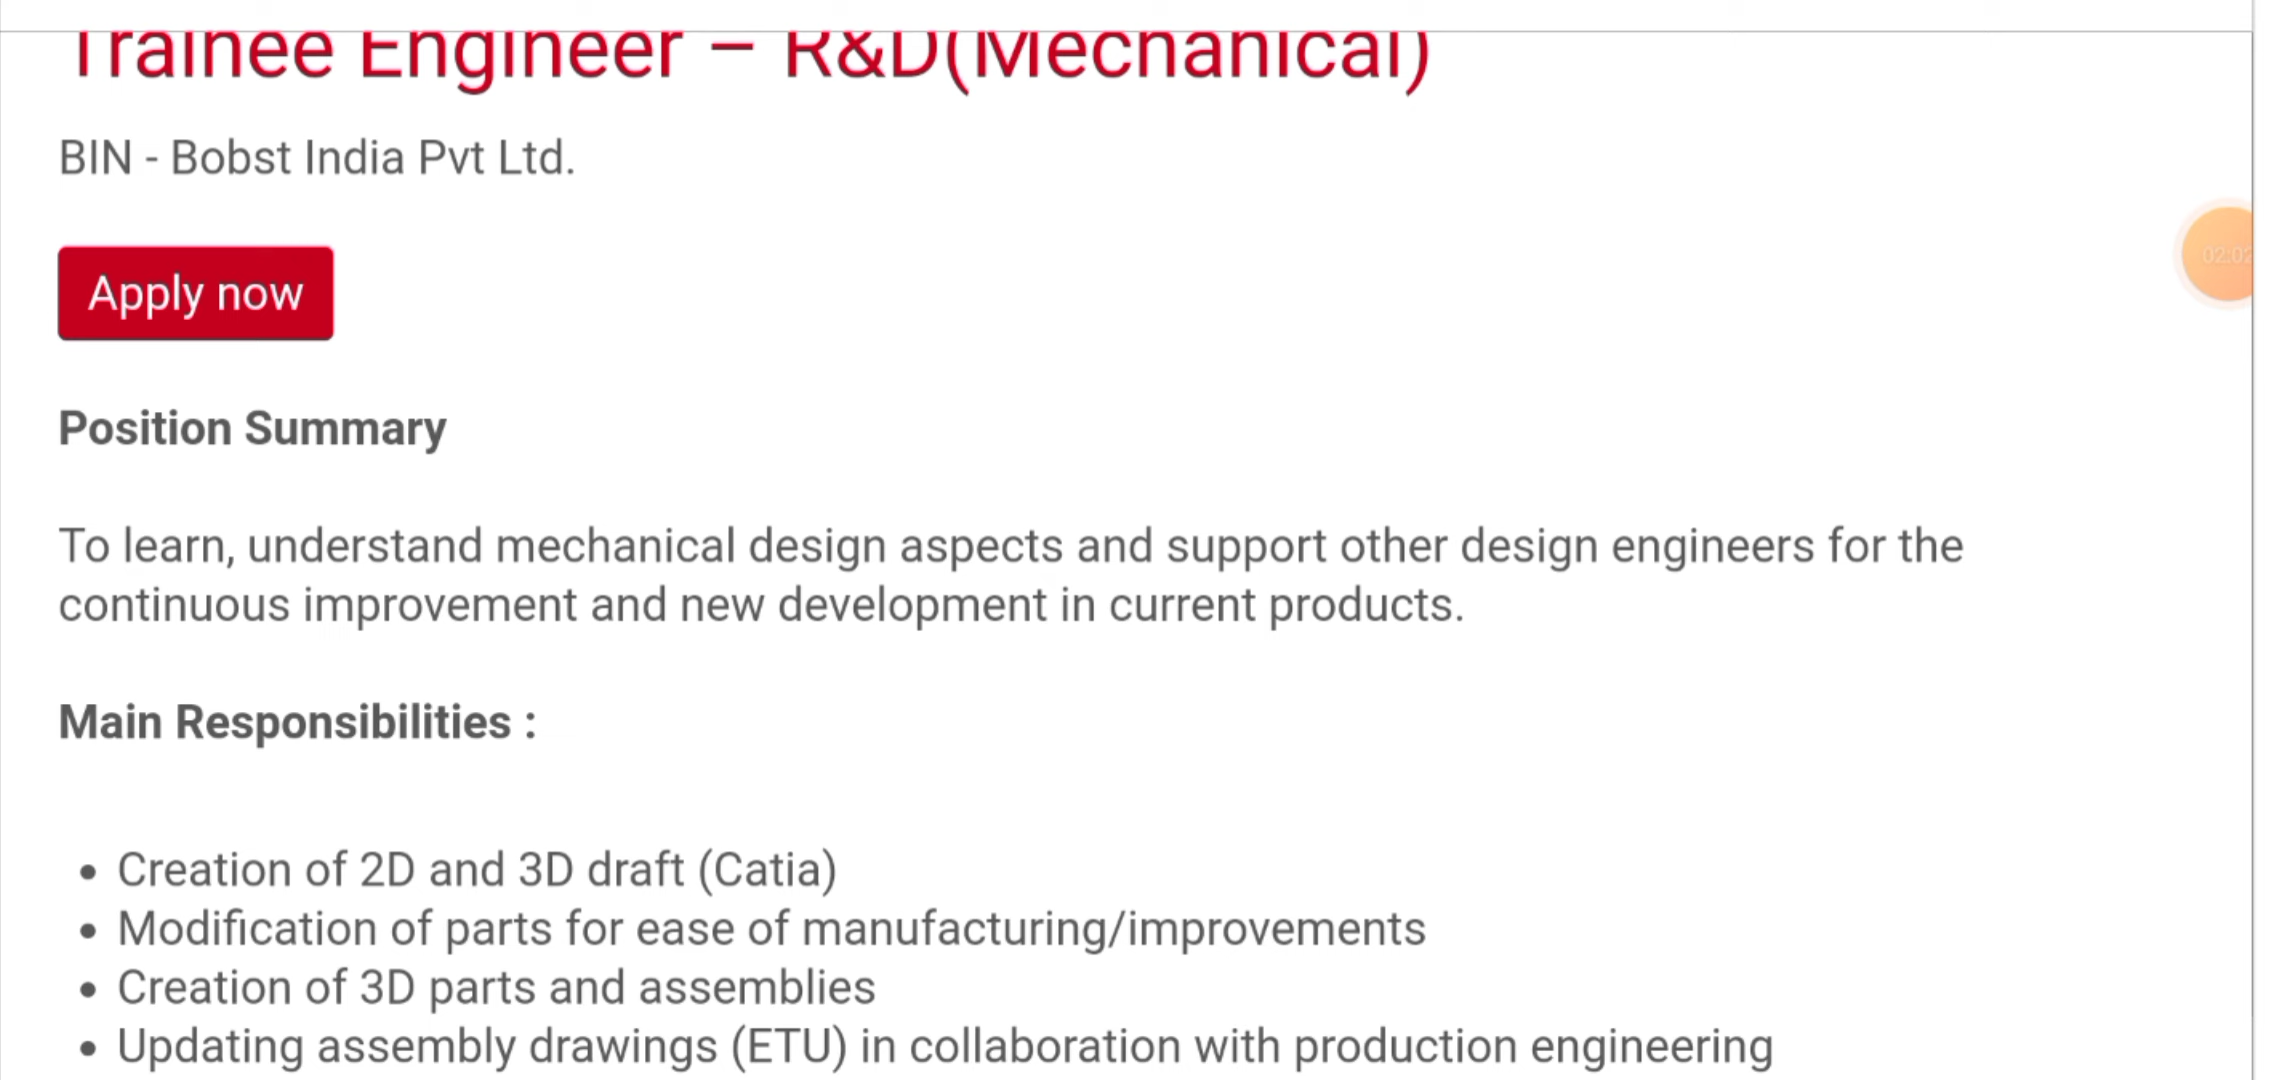 Trainee Engineer – R&D(Mechanical)
BIN - Bobst India Pvt Ltd.
Apply now
02:02
Position Summary
To learn, understand mechanical design aspects and support other design engineers for the
continuous improvement and new development in current products.
Main Responsibilities :
• Creation of 2D and 3D draft (Catia)
• Modification of parts for ease of manufacturing/improvements
• Creation of 3D parts and assemblies
• Updating assembly drawings (ETU) in collaboration with production engineering